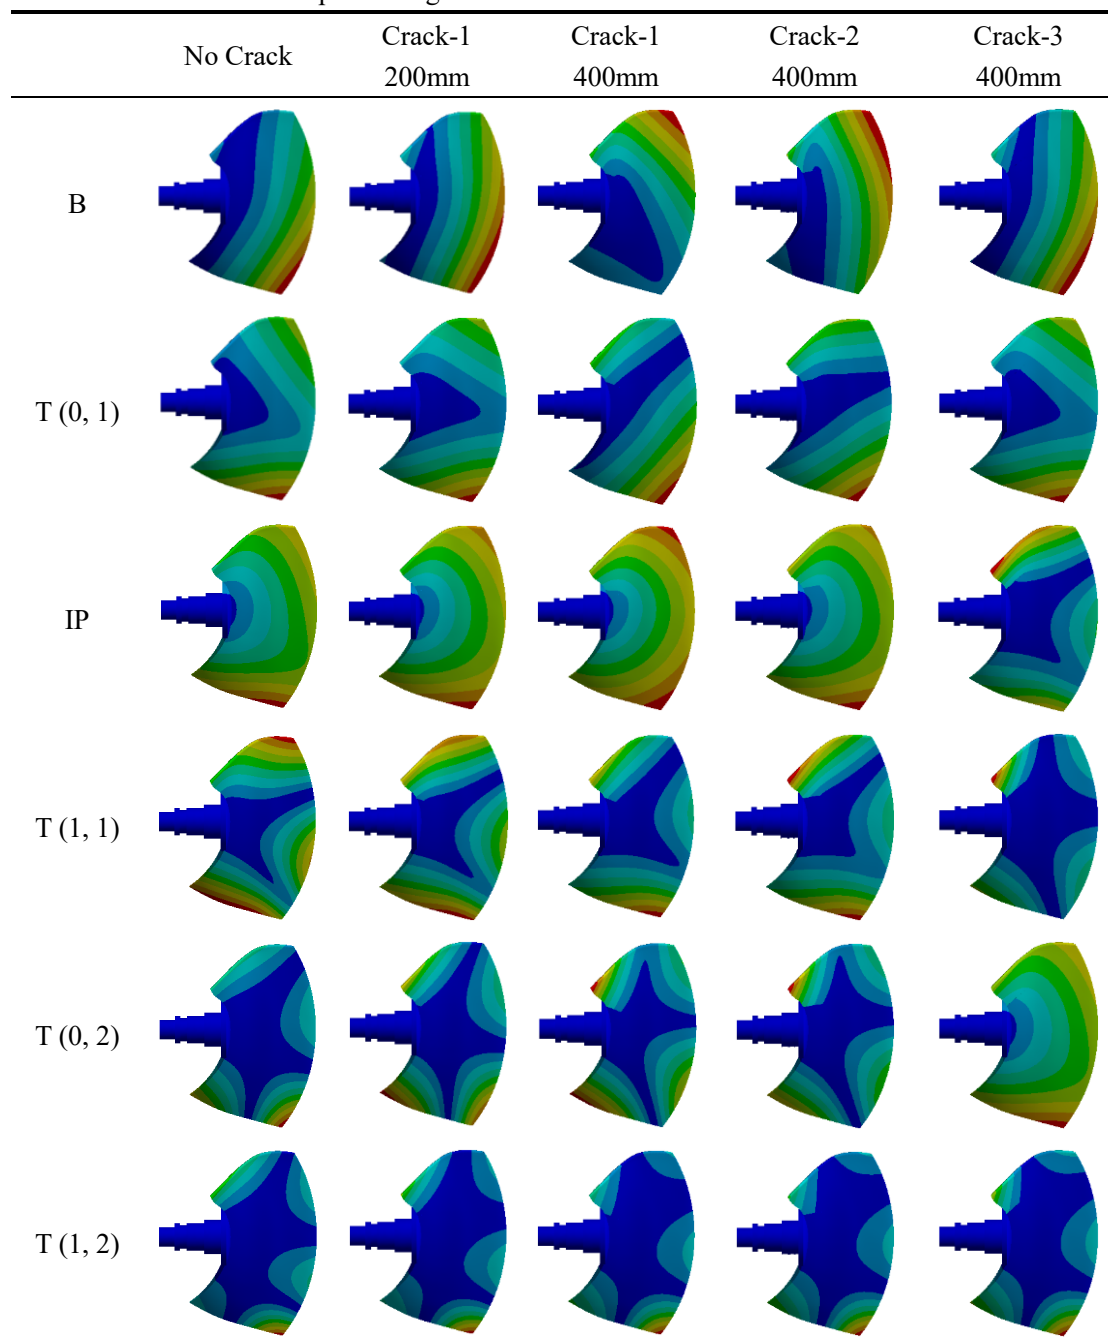 No Crack
Crack-1
200mm
Crack-1
400mm
Crack-2
400mm
Crack-3
400mm
B
T (0, 1)
IP
T (1, 1)
T (0, 2)
T (1, 2)